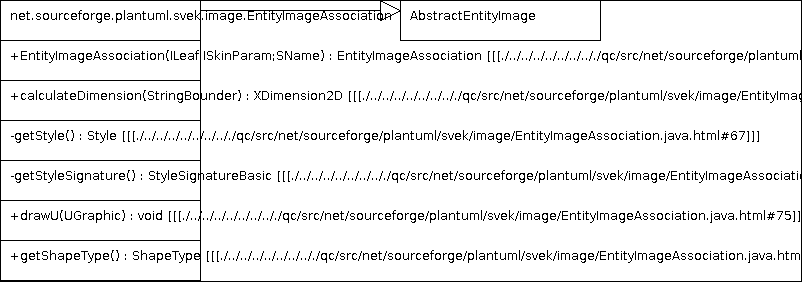 net.sourceforge.plantuml.svek.image.EntityImageAssociation
AbstractEntityImage
+EntityImageAssociation(ILeaf;ISkinParam;SName) : EntityImageAssociation [[[./../../../../../../../../qc/src/net/sourceforge/plantuml
+calculateDimension(StringBounder) : XDimension2D [[[./../../../../../../../../qc/src/net/sourceforge/plantuml/svek/image/EntityImag
-getStyle() : Style [[[./../../../../../../../../qc/src/net/sourceforge/plantuml/svek/image/EntityImageAssociation.java.html#67]]]
-getStyleSignature() : StyleSignatureBasic [[[./../../../../../../../../qc/src/net/sourceforge/plantuml/svek/image/EntityImageAssociati
+drawU(UGraphic) : void [[[./../../../../../../../../qc/src/net/sourceforge/plantuml/svek/image/EntityImageAssociation.java.html#75]]]
+getShapeType() : ShapeType [[[./../../../../../../../../qc/src/net/sourceforge/plantuml/svek/image/EntityImageAssociation.java.htm